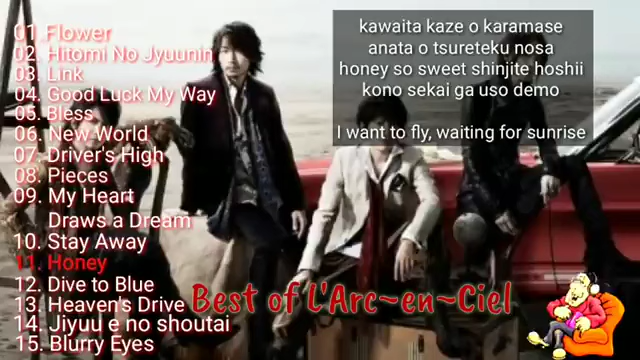 01. Flower
02. Hitomi No Jyuunin
03. Link
04. Good Luck My Way
05. Bless
06. New World
07. Driver's High
08. Pieces
09. My Heart
Draws a Dream
10. Stay Away
11. Honey
12. Dive to Blue
13. Heaven's Drive
14. Jiyuu e no shoutai
15. Blurry Eyes
kawaita kaze o karamase
anata o tsureteku nosa
honey so sweet shinjite hoshii
kono sekai ga uso demo
I want to fly, waiting for sunrise
Best of L'Arc~en~Ciel